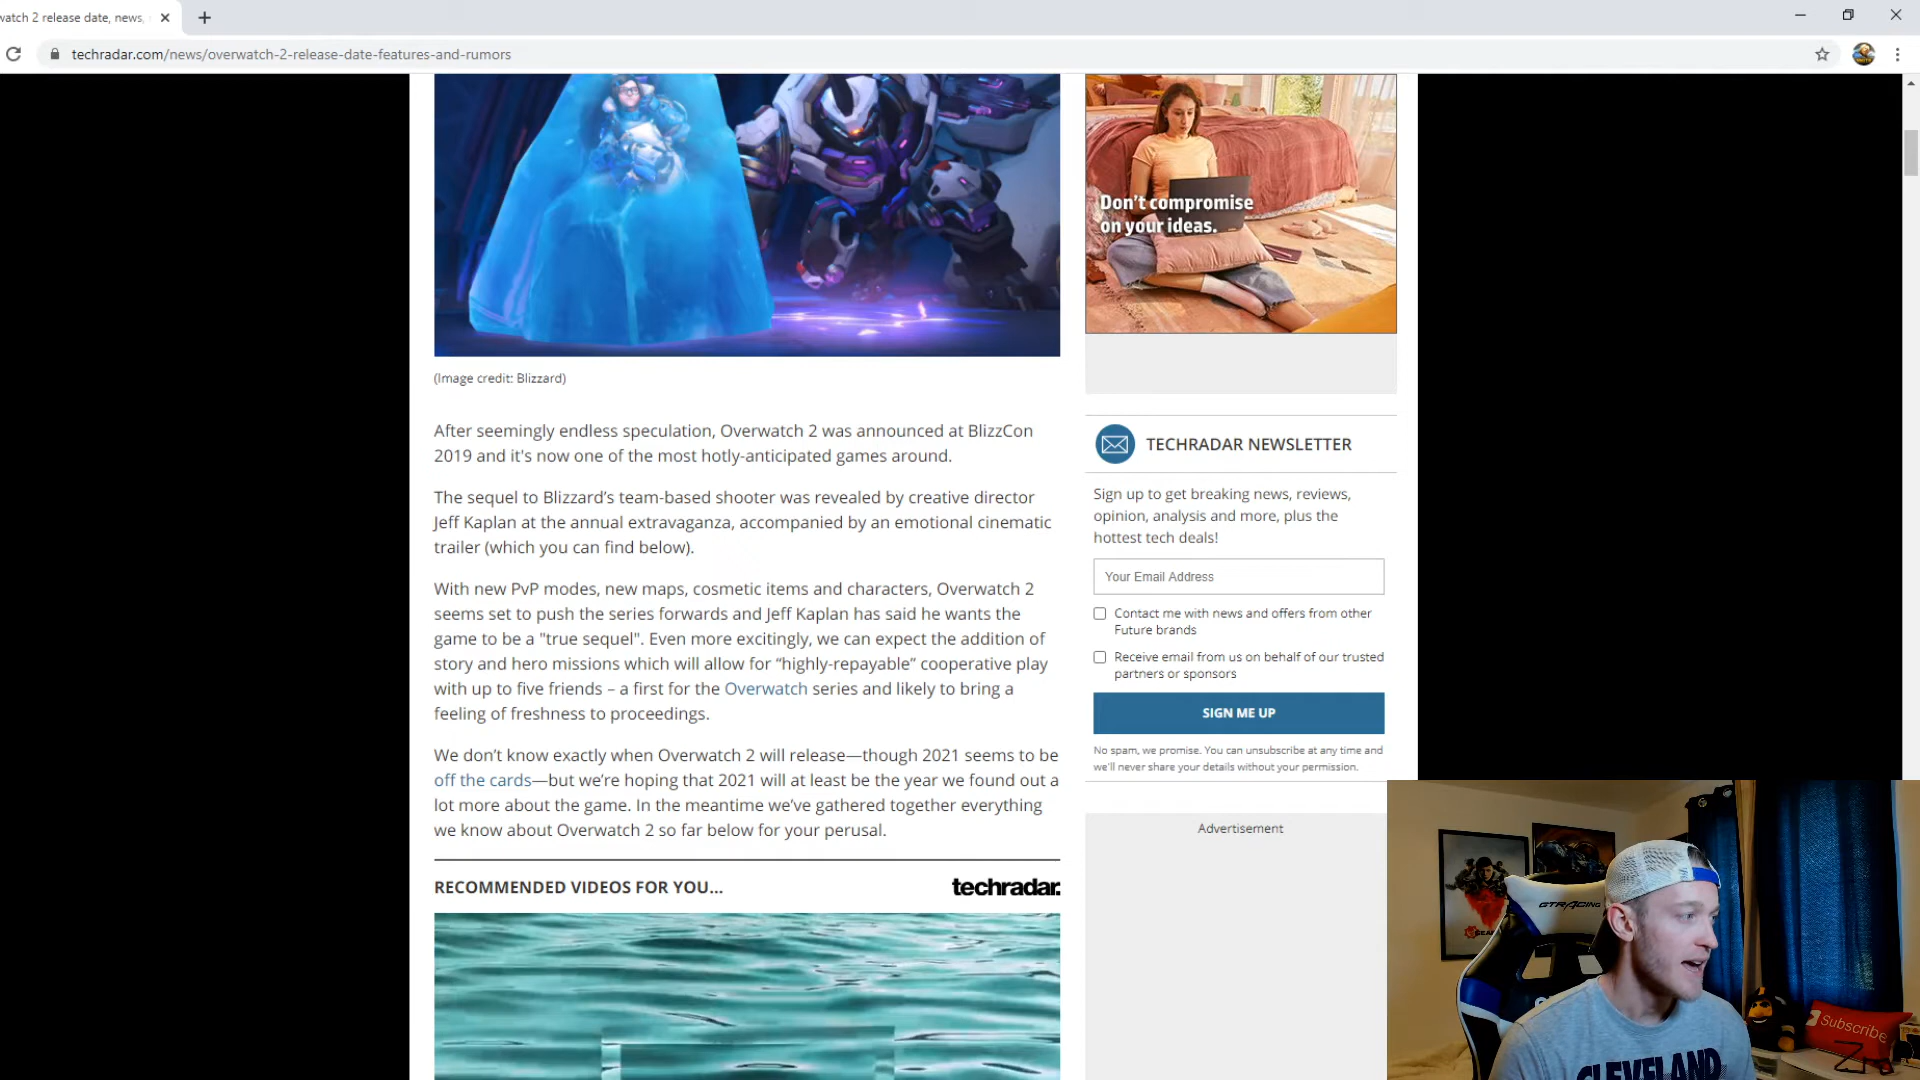 watch 2 release date, news,
techradar.com/news/overwatch-2-release-date-features-and-rumors
Don't compromise
on your ideas.
(Image credit: Blizzard)
After seemingly endless speculation, Overwatch 2 was announced at BlizzCon
2019 and it's now one of the most hotly-anticipated games around.
The sequel to Blizzard’s team-based shooter was revealed by creative director
Jeff Kaplan at the annual extravaganza, accompanied by an emotional cinematic
trailer (which you can find below).
With new PvP modes, new maps, cosmetic items and characters, Overwatch 2
seems set to push the series forwards and Jeff Kaplan has said he wants the
game to be a "true sequel". Even more excitingly, we can expect the addition of
story and hero missions which will allow for “highly-repayable” cooperative play
with up to five friends – a first for the Overwatch series and likely to bring a
feeling of freshness to proceedings.
We don’t know exactly when Overwatch 2 will release—though 2021 seems to be
off the cards—but we’re hoping that 2021 will at least be the year we found out a
lot more about the game. In the meantime we’ve gathered together everything
we know about Overwatch 2 so far below for your perusal.
RECOMMENDED VIDEOS FOR YOU...
techradar.
TECHRADAR NEWSLETTER
Sign up to get breaking news, reviews,
opinion, analysis and more, plus the
hottest tech deals!
Your Email Address
Contact me with news and offers from other
Future brands
Receive email from us on behalf of our trusted
partners or sponsors
SIGN ME UP
No spam, we promise. You can unsubscribe at any time and
we'll never share your details without your permission.
Advertisement
GTRACING
GEAR
Subscribe
CLEVELAND